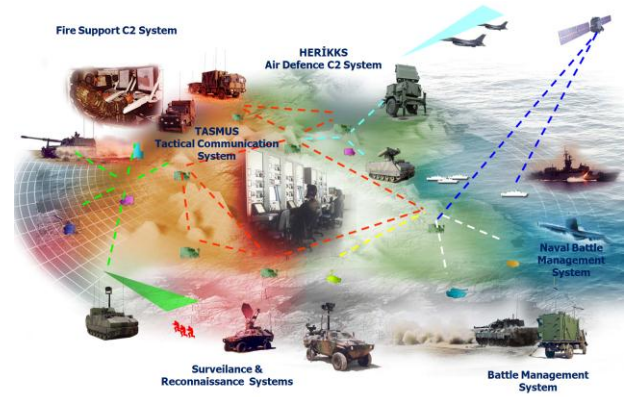 Fire Support C2 System
HERİKKS
Air Defence C2 System
TASMUS
Tactical Communication
System
Naval Battle
Management
System
Surveilance &
Reconnaissance Systems
Battle Management
System